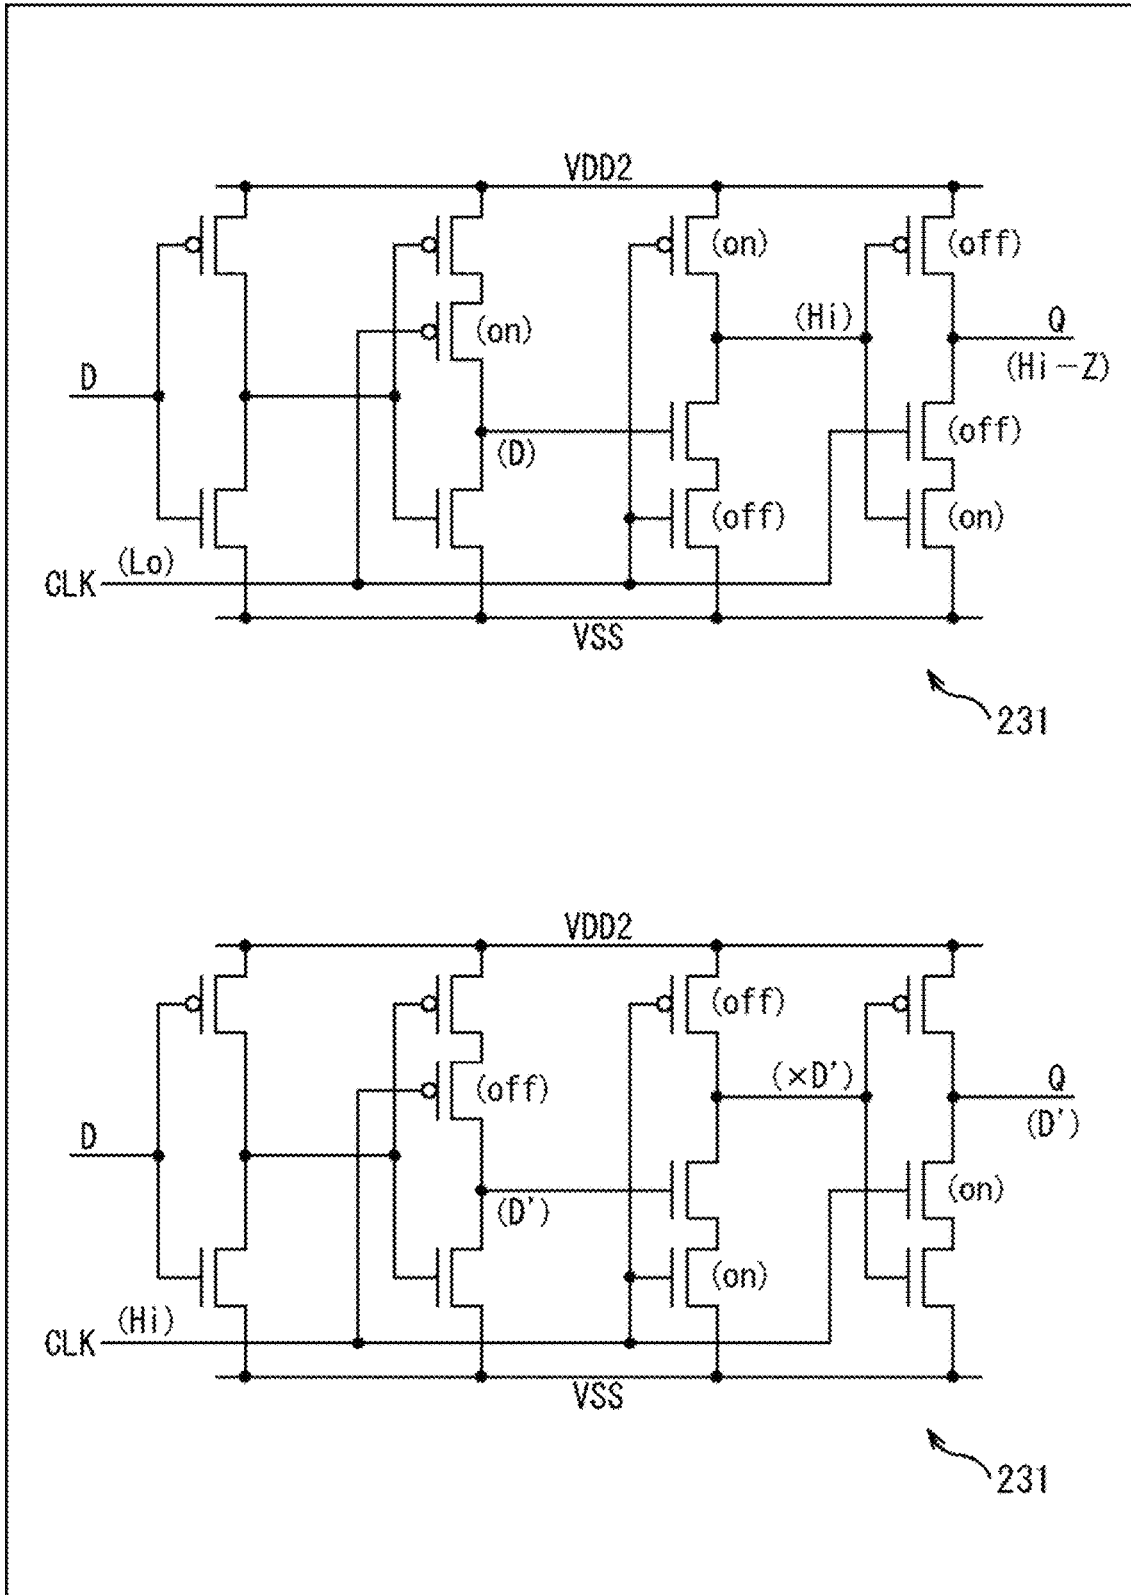 VDD2
(on)
(off)
(on)
(Hi)
Q
(Hi-Z)
D
(D)
(off)
(off)
(on)
(Lo)
CLK
VSS
231
VDD2
(off)
(off)
(×D')
Q
(D')
D
(D')
(on)
(on)
(Hi)
CLK
VSS
231